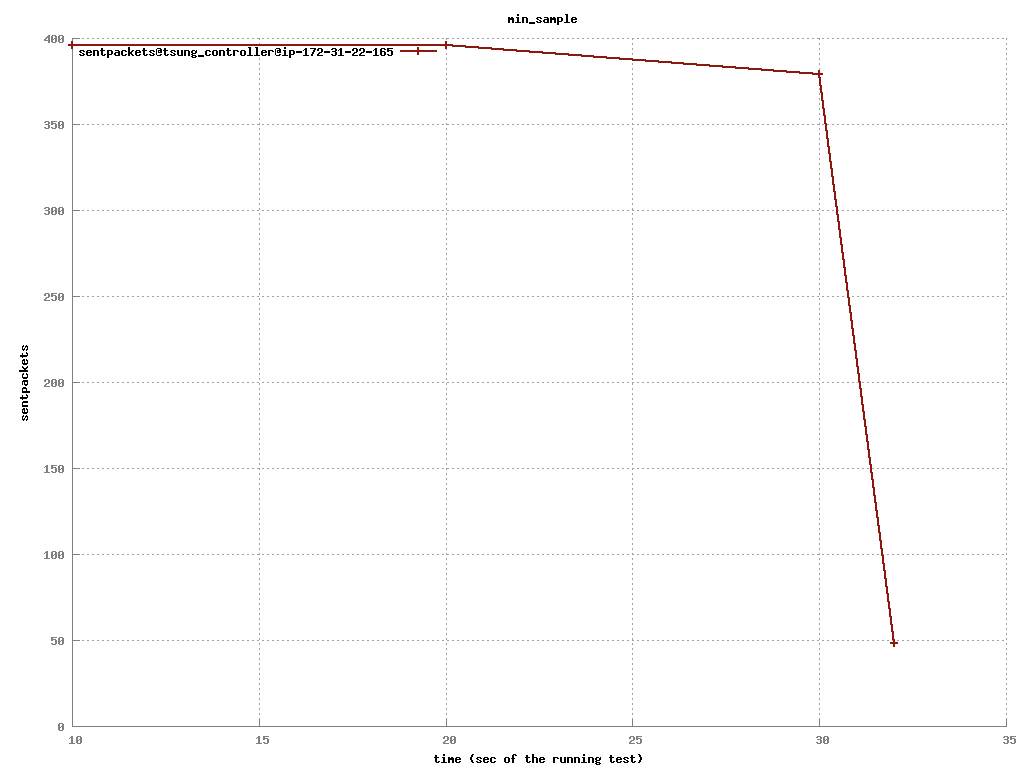 min_sample
400
sentpackets@tsung_controller@ip-172-31-22-165
350
300
250
200
150
100
50
0
sentpackets
10 15 20 25 30 35
time (sec of the running test)